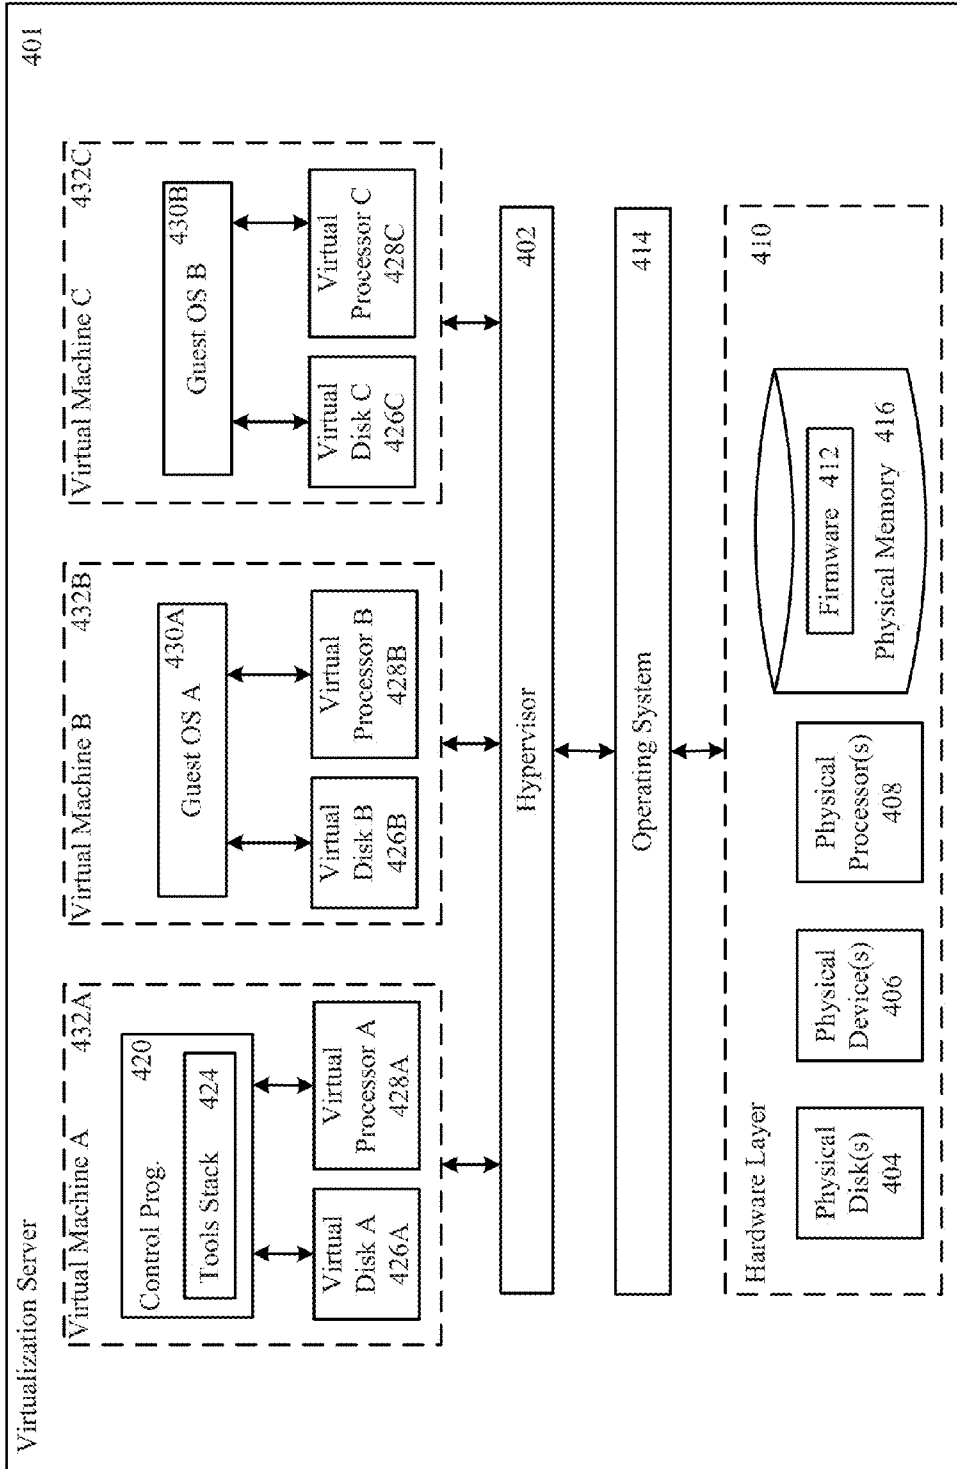 Virtualization Server
401
Virtual Machine A
432A
Control Prog.
420
Tools Stack
424
Virtual
Disk A
426A
Virtual
Processor A
428A
Virtual Machine B
432B
Guest OS A
430A
Virtual
Disk B
426B
Virtual
Processor B
428B
Virtual Machine C
432C
Guest OS B
430B
Virtual
Disk C
426C
Virtual
Processor C
428C
Hypervisor
402
Operating System
414
Hardware Layer
410
Physical
Disk(s)
404
Physical
Device(s)
406
Physical
Processor(s)
408
Firmware 412
Physical Memory 416